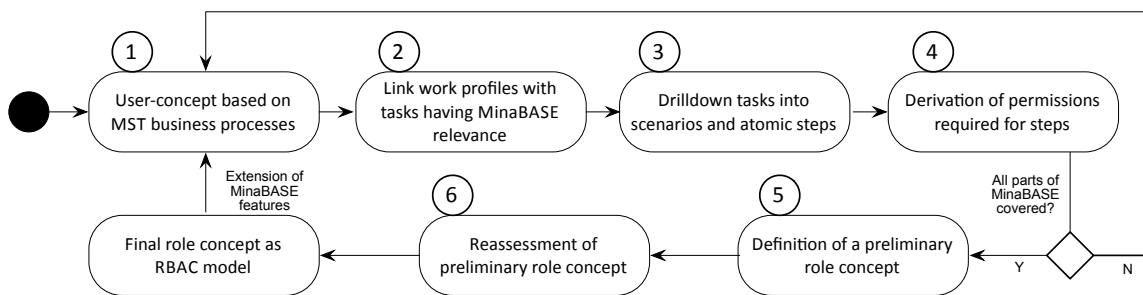 1
User-concept based on
MST business processes
2
Link work profiles with
tasks having MinaBASE
relevance
3
Drilldown tasks into
scenarios and atomic steps
4
Derivation of permissions
required for steps
All parts of
MinaBASE
covered?
Y
N
5
Definition of a preliminary
role concept
6
Reassessment of
preliminary role concept
Final role concept as
RBAC model
Extension of
MinaBASE
features